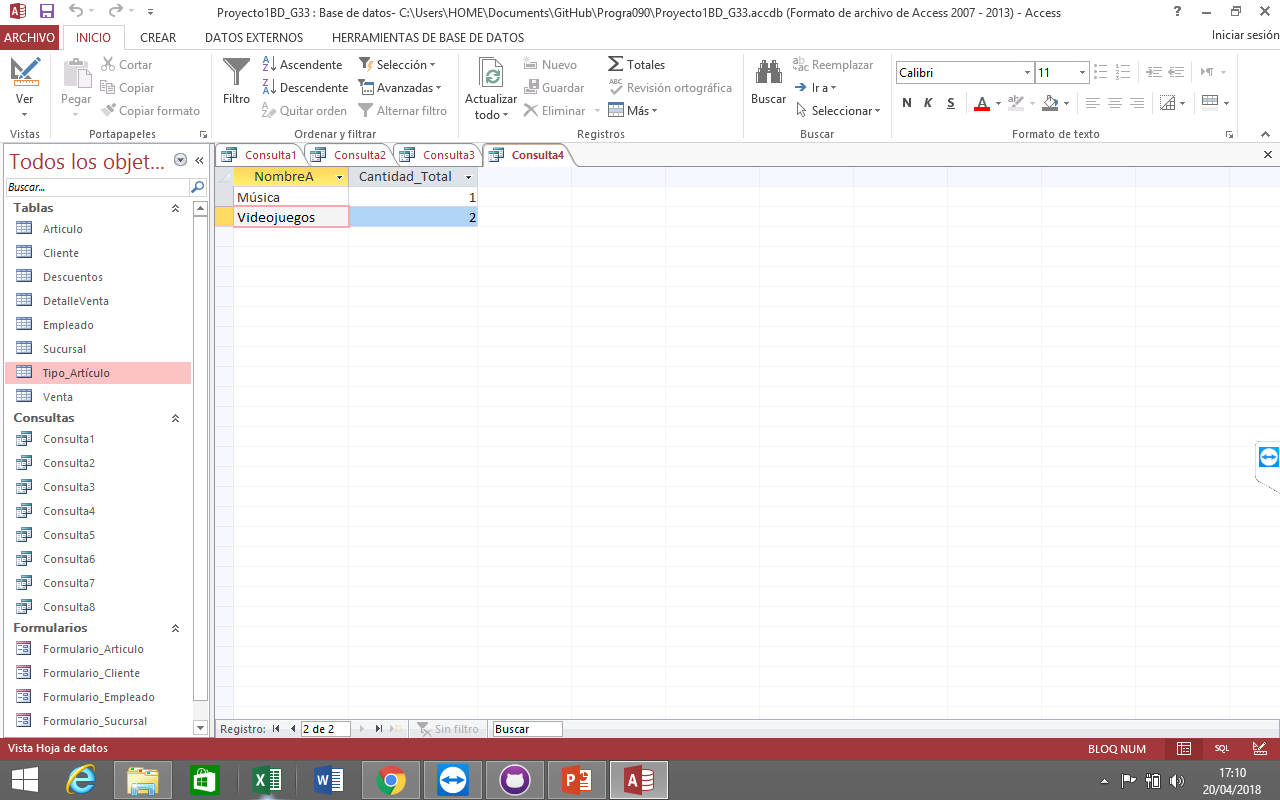 Proyecto1BD_G33 : Base de datos- C:\Users\HOME\Documents\GitHub\Progra090\Proyecto1BD_G33.accdb (Formato de archivo de Access 2007 - 2013) - Access
ARCHIVO INICIO CREAR DATOS EXTERNOS HERRAMIENTAS DE BASE DE DATOS Iniciar sesión
Ver
Vistas
Pegar
Cortar
Copiar
Copiar formato
Portapapeles
Filtro
Ascendente
Descendente
Quitar orden
Selección
Avanzadas
Alternar filtro
Ordenar y filtrar
Actualizar
todo
Nuevo
Guardar
Eliminar
Totales
Revisión ortográfica
Más
Registros
Buscar
Reemplazar
Ir a
Seleccionar
Buscar
Calibri 11
N K S
Formato de texto
Todos los objet...
Buscar...
Tablas
Articulo
Cliente
Descuentos
DetalleVenta
Empleado
Sucursal
Tipo_Artículo
Venta
Consultas
Consulta1
Consulta2
Consulta3
Consulta4
Consulta5
Consulta6
Consulta7
Consulta8
Formularios
Formulario_Articulo
Formulario_Cliente
Formulario_Empleado
Formulario_Sucursal
Consulta1 Consulta2 Consulta3 Consulta4
NombreA Cantidad_Total
Música 1
Videojuegos 2
Registro: 2 de 2 Sin filtro Buscar
Vista Hoja de datos BLOQ NUM SQL
17:10
20/04/2018